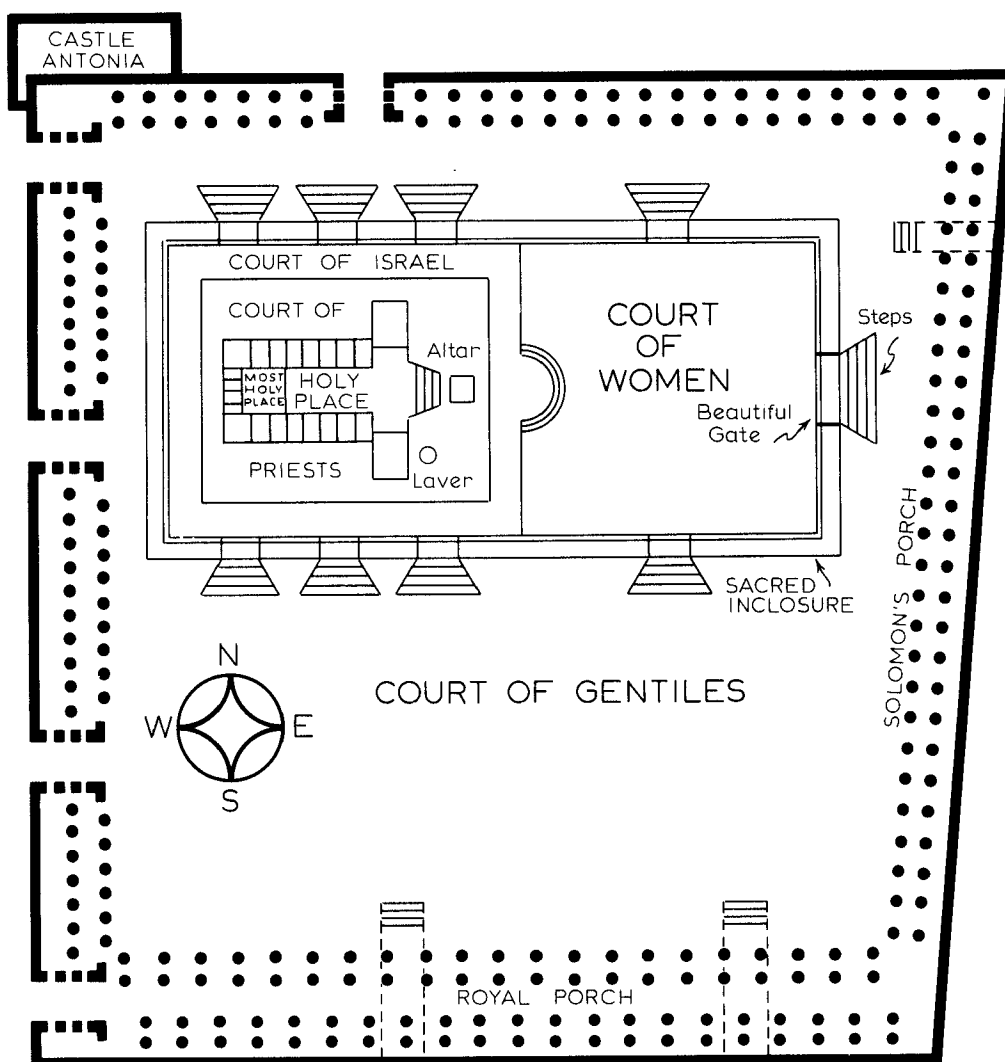 CASTLE
ANTONIA
COURT OF ISRAEL
COURT OF
MOST
HOLY
PLACE
HOLY
PLACE
Altar
PRIESTS
Laver
COURT
OF
WOMEN
Beautiful
Gate
Steps
SACRED
INCLOSURE
SOLOMON'S PORCH
COURT OF GENTILES
N
W E
S
ROYAL PORCH